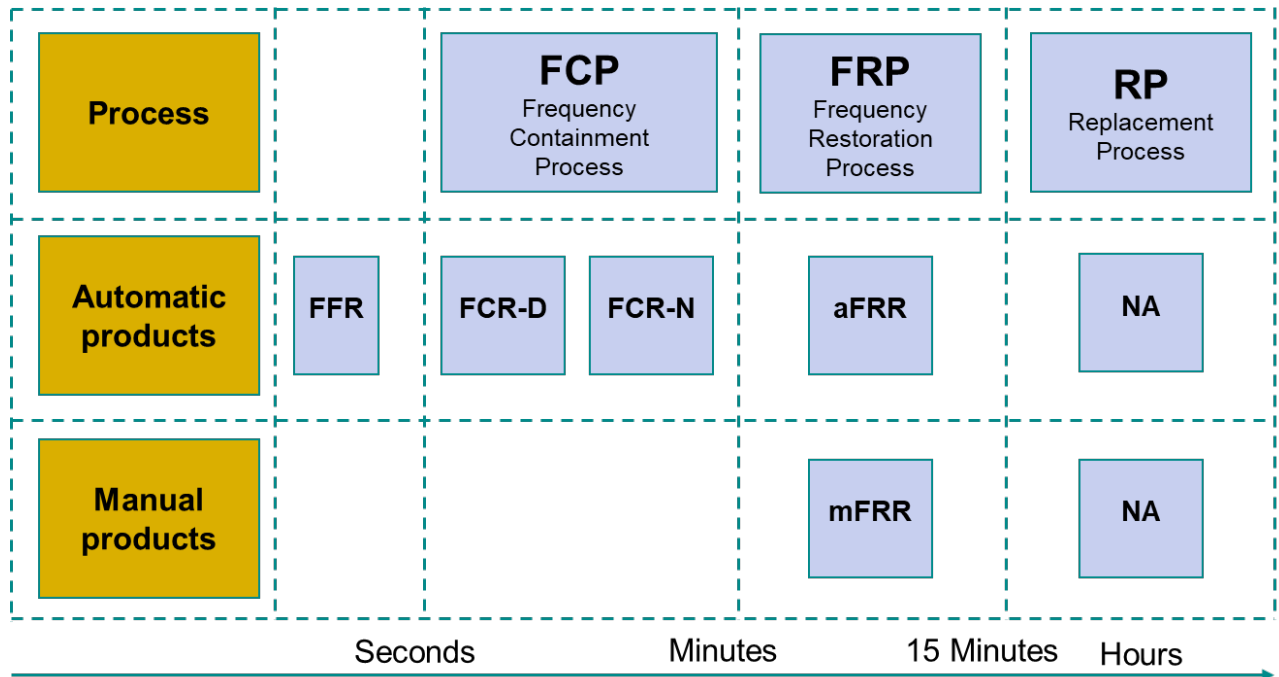 Process
FCP
Frequency
Containment
Process
FRP
Frequency
Restoration
Process
RP
Replacement
Process
Automatic
products
FFR
FCR-D
FCR-N
aFRR
NA
Manual
products
mFRR
NA
Seconds
Minutes
15 Minutes
Hours